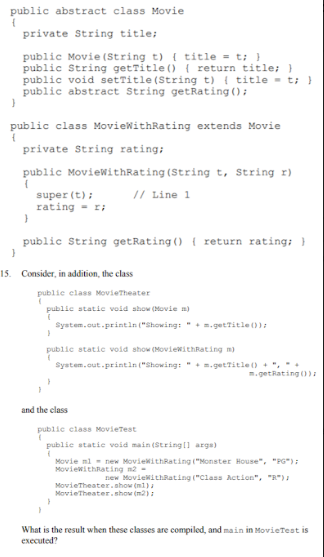 public abstract class Movie
{
private String title;
public Movie(String t) { title = t; }
public String getTitle() { return title; }
public void setTitle(String t) { title = t; }
public abstract String getRating();
}
public class MovieWithRating extends Movie
{
private String rating;
public MovieWithRating(String t, String r)
{
super(t); // Line 1
rating = r;
}
public String getRating() { return rating; }
}
15. Consider, in addition, the class
public class MovieTheater
{
public static void show(Movie m)
{
System.out.println("Showing: " + m.getTitle());
}
public static void show(MovieWithRating m)
{
System.out.println("Showing: " + m.getTitle() + ", " +
m.getRating());
}
}
and the class
public class MovieTest
{
public static void main(String[] args)
{
Movie m1 = new MovieWithRating("Monster House", "PG");
MovieWithRating m2 =
new MovieWithRating("Class Action", "R");
MovieTheater.show(m1);
MovieTheater.show(m2);
}
}
What is the result when these classes are compiled, and main in MovieTest is
executed?